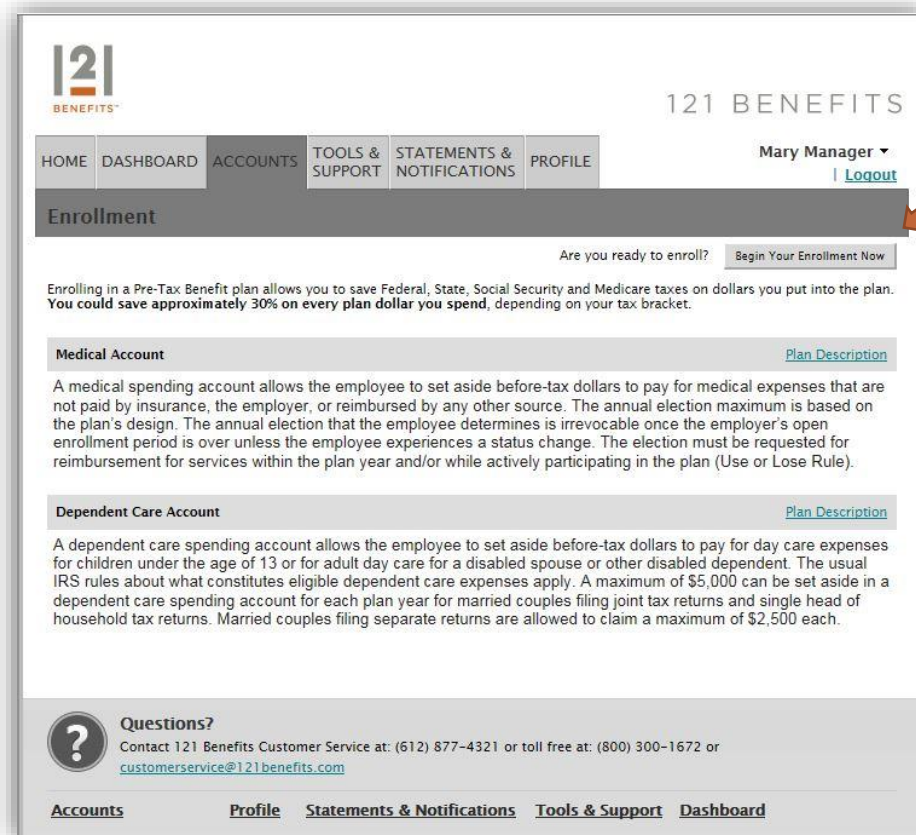 |2|
BENEFITS™
121 BENEFITS
HOME DASHBOARD ACCOUNTS TOOLS & SUPPORT STATEMENTS & NOTIFICATIONS PROFILE
Mary Manager
| Logout
Enrollment
Are you ready to enroll? Begin Your Enrollment Now
Enrolling in a Pre-Tax Benefit plan allows you to save Federal, State, Social Security and Medicare taxes on dollars you put into the plan.
You could save approximately 30% on every plan dollar you spend, depending on your tax bracket.
Medical Account Plan Description
A medical spending account allows the employee to set aside before-tax dollars to pay for medical expenses that are
not paid by insurance, the employer, or reimbursed by any other source. The annual election maximum is based on
the plan's design. The annual election that the employee determines is irrevocable once the employer's open
enrollment period is over unless the employee experiences a status change. The election must be requested for
reimbursement for services within the plan year and/or while actively participating in the plan (Use or Lose Rule).
Dependent Care Account Plan Description
A dependent care spending account allows the employee to set aside before-tax dollars to pay for day care expenses
for children under the age of 13 or for adult day care for a disabled spouse or other disabled dependent. The usual
IRS rules about what constitutes eligible dependent care expenses apply. A maximum of $5,000 can be set aside in a
dependent care spending account for each plan year for married couples filing joint tax returns and single head of
household tax returns. Married couples filing separate returns are allowed to claim a maximum of $2,500 each.
?
Questions?
Contact 121 Benefits Customer Service at: (612) 877-4321 or toll free at: (800) 300-1672 or
customerservice@121benefits.com
Accounts Profile Statements & Notifications Tools & Support Dashboard